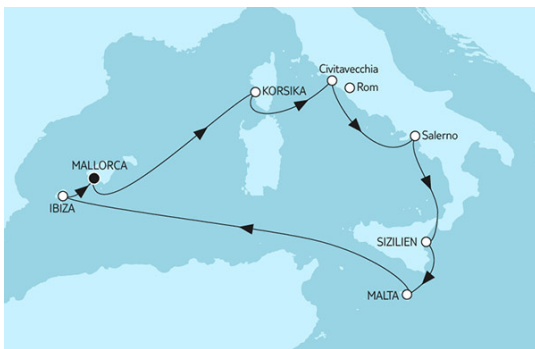 Civitavecchia
KORSIKA
Rom
Salerno
MALLORCA
IBIZA
SIZILIEN
MALTA